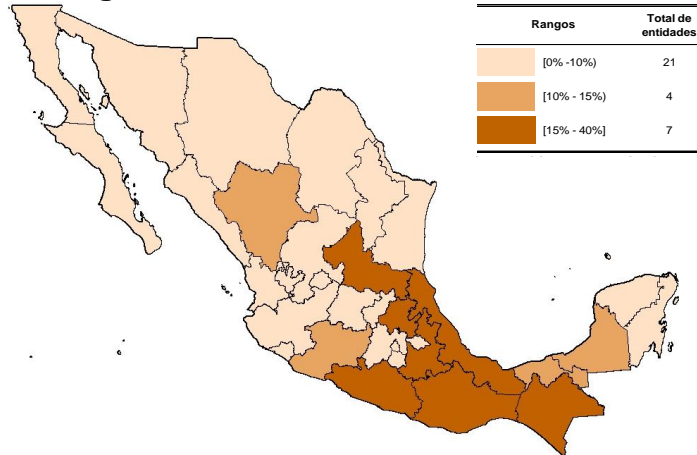 Rangos Total de entidades
[0% -10%) 21
[10% - 15%) 4
[15% - 40%] 7